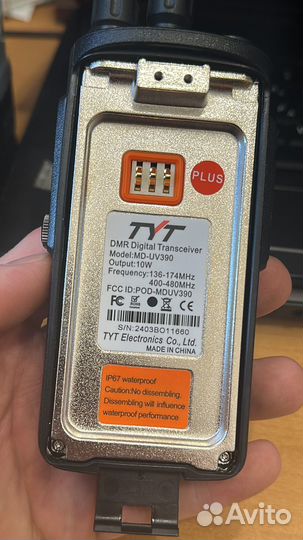 PLUS
TYT
DMR Digital Transceiver
Model:MD-UV390
Output:10W
Frequency:136-174MHz
400-480MHz
FCC ID:POD-MDUV390
S/N:2403BO11660
TYT Electronics Co., Ltd.
MADE IN CHINA
IP67 waterproof
Caution:No dissembling.
Dissembling will influence
waterproof performance
Avito